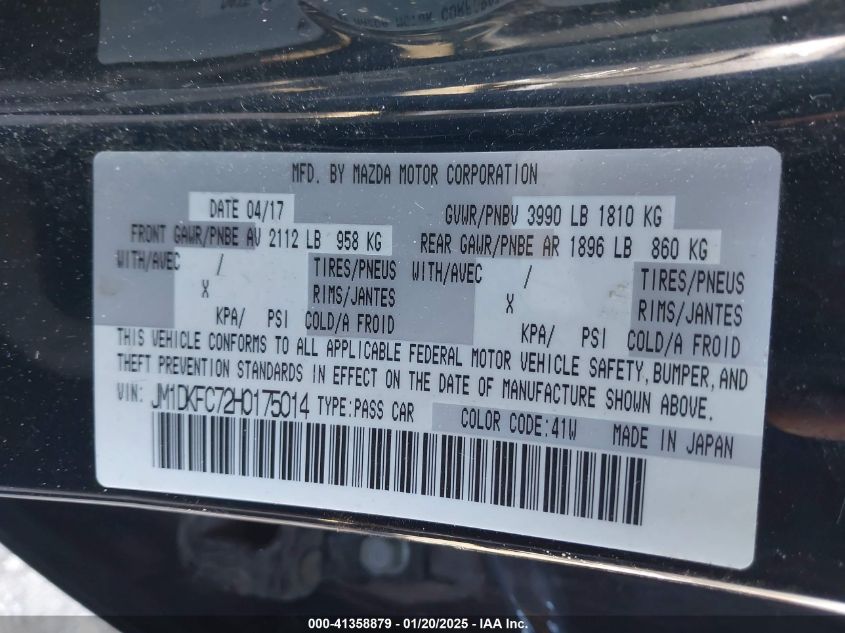 MFD. BY MAZDA MOTOR CORPORATION
DATE 04/17 GVWR/PNBV 3990 LB 1810 KG
FRONT GAWR/PNBE AV 2112 LB 958 KG REAR GAWR/PNBE AR 1896 LB 860 KG
WITH/AVEC / TIRES/PNEUS WITH/AVEC / TIRES/PNEUS
X RIMS/JANTES X RIMS/JANTES
KPA/ PSI COLD/A FROID KPA/ PSI COLD/A FROID
THIS VEHICLE CONFORMS TO ALL APPLICABLE FEDERAL MOTOR VEHICLE SAFETY, BUMPER, AND
THEFT PREVENTION STANDARDS IN EFFECT ON THE DATE OF MANUFACTURE SHOWN ABOVE.
VIN: JM1DKFC72H0175014 TYPE:PASS CAR COLOR CODE:41W MADE IN JAPAN
000-41358879 - 01/20/2025 - IAA Inc.